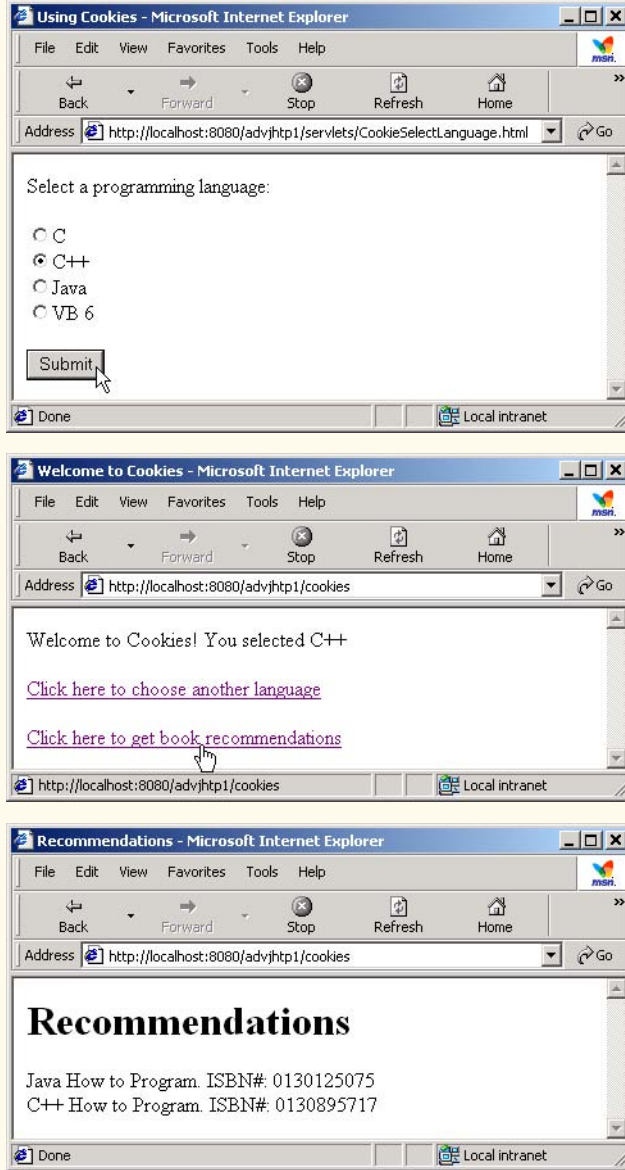 Using Cookies - Microsoft Internet Explorer
File Edit View Favorites Tools Help
msn.
Back Forward Stop Refresh Home »
Address http://localhost:8080/advjhtp1/servlets/CookieSelectLanguage.html Go
Select a programming language:
C
C++
Java
VB 6
Submit
Done Local intranet
Welcome to Cookies - Microsoft Internet Explorer
File Edit View Favorites Tools Help
msn.
Back Forward Stop Refresh Home »
Address http://localhost:8080/advjhtp1/cookies Go
Welcome to Cookies! You selected C++
Click here to choose another language
Click here to get book recommendations
http://localhost:8080/advjhtp1/cookies Local intranet
Recommendations - Microsoft Internet Explorer
File Edit View Favorites Tools Help
msn.
Back Forward Stop Refresh Home »
Address http://localhost:8080/advjhtp1/cookies Go
Recommendations
Java How to Program. ISBN#: 0130125075
C++ How to Program. ISBN#: 0130895717
Done Local intranet